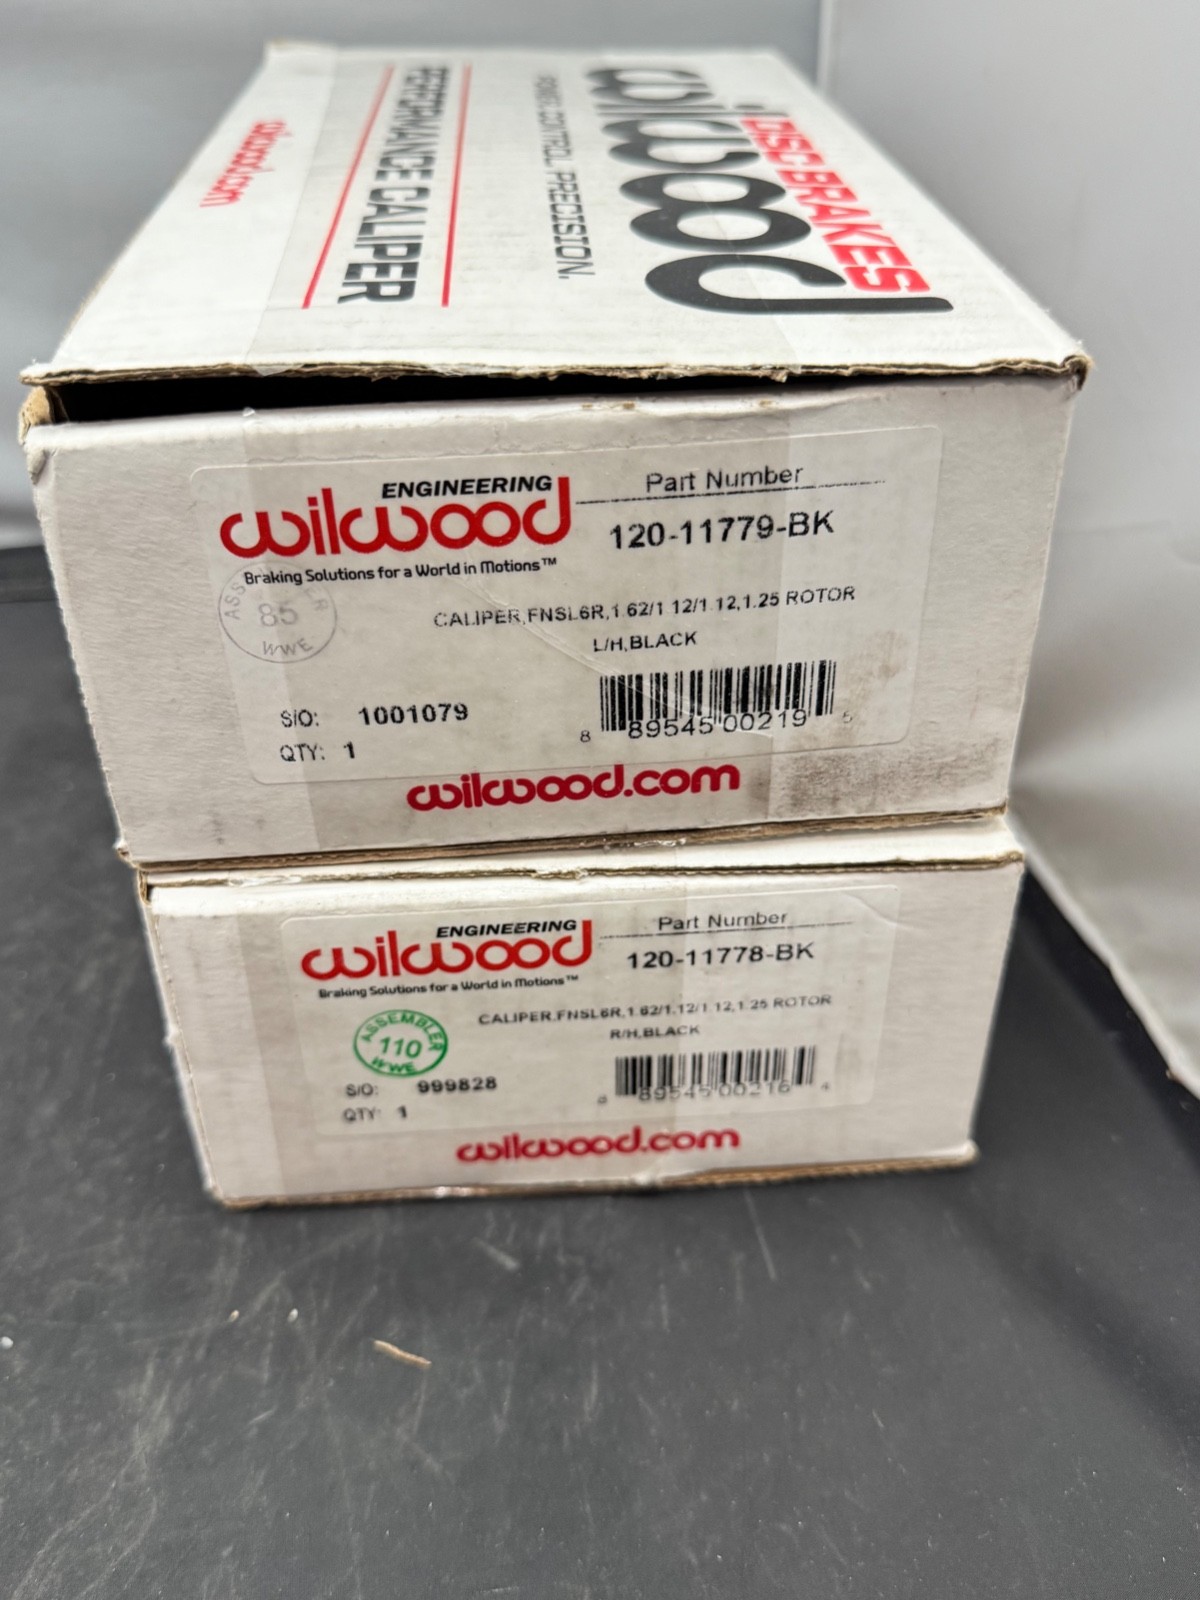 DISC BRAKES
wilwood
POWER. CONTROL. PRECISION.
PERFORMANCE CALIPER
wilwood.com
ENGINEERING
wilwood
Braking Solutions for a World in Motions™
Part Number
120-11779-BK
CALIPER,FNSL6R,1.62/1.12/1.12,1.25 ROTOR
L/H,BLACK
ASSEMBLER
85
WWE
S/O: 1001079
QTY: 1
8 89545 00219 5
wilwood.com
ENGINEERING
wilwood
Braking Solutions for a World in Motions™
Part Number
120-11778-BK
CALIPER,FNSL6R,1.62/1.12/1.12,1.25 ROTOR
R/H,BLACK
ASSEMBLER
110
WWE
S/O: 999828
QTY: 1
8 89545 00216 4
wilwood.com